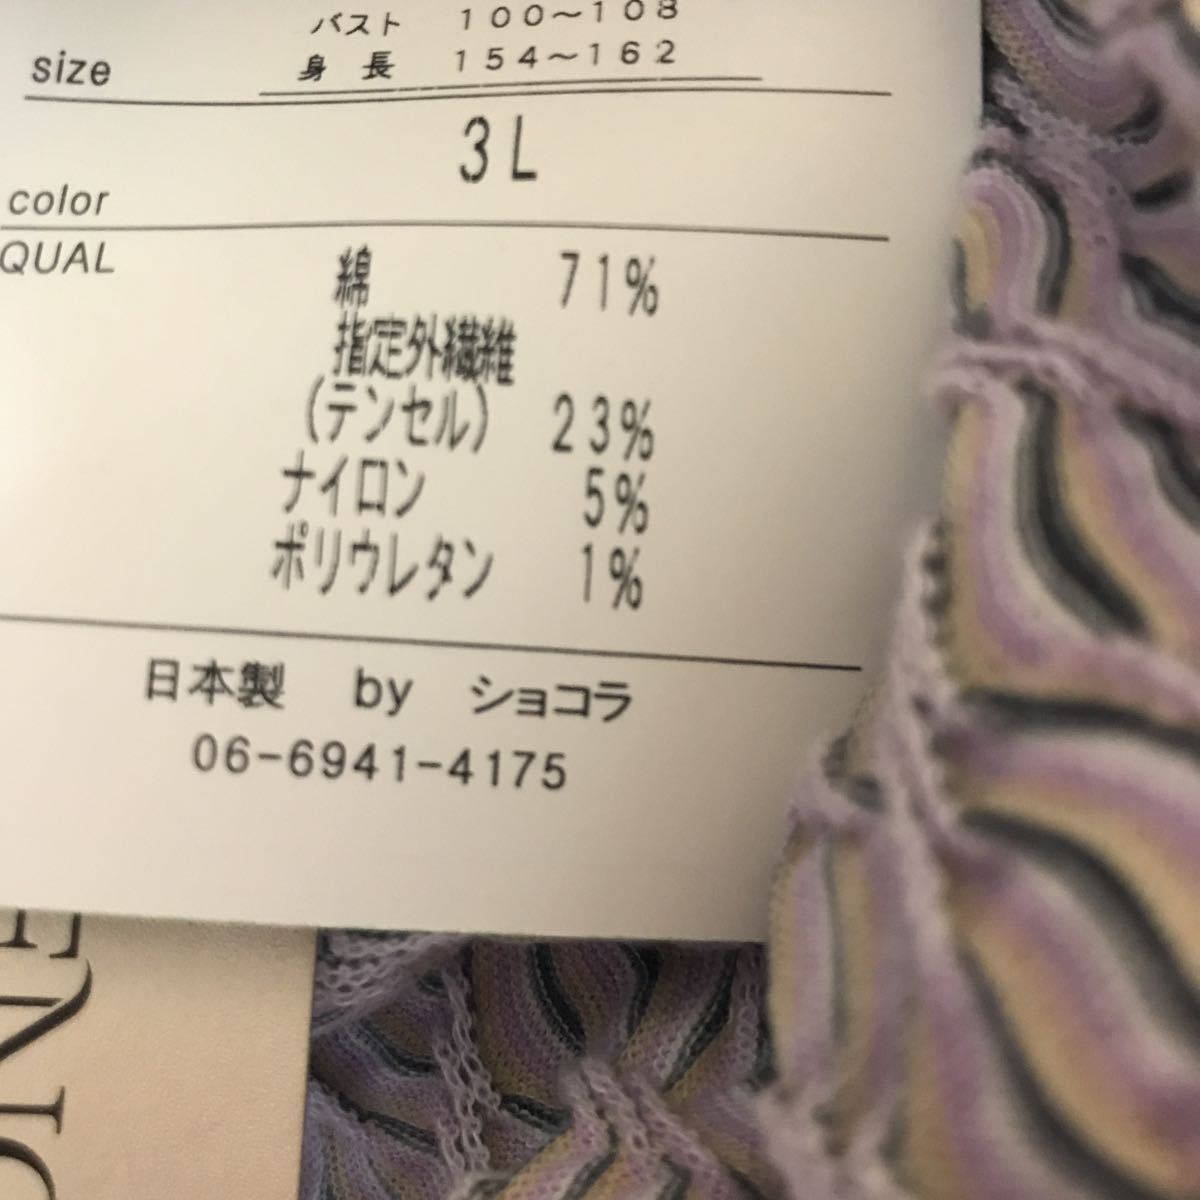 バスト 100～108
size
身長 154～162
3L
color
QUAL
綿 71%
指定外繊維
(テンセル) 23%
ナイロン 5%
ポリウレタン 1%
日本製 by ショコラ
06-6941-4175